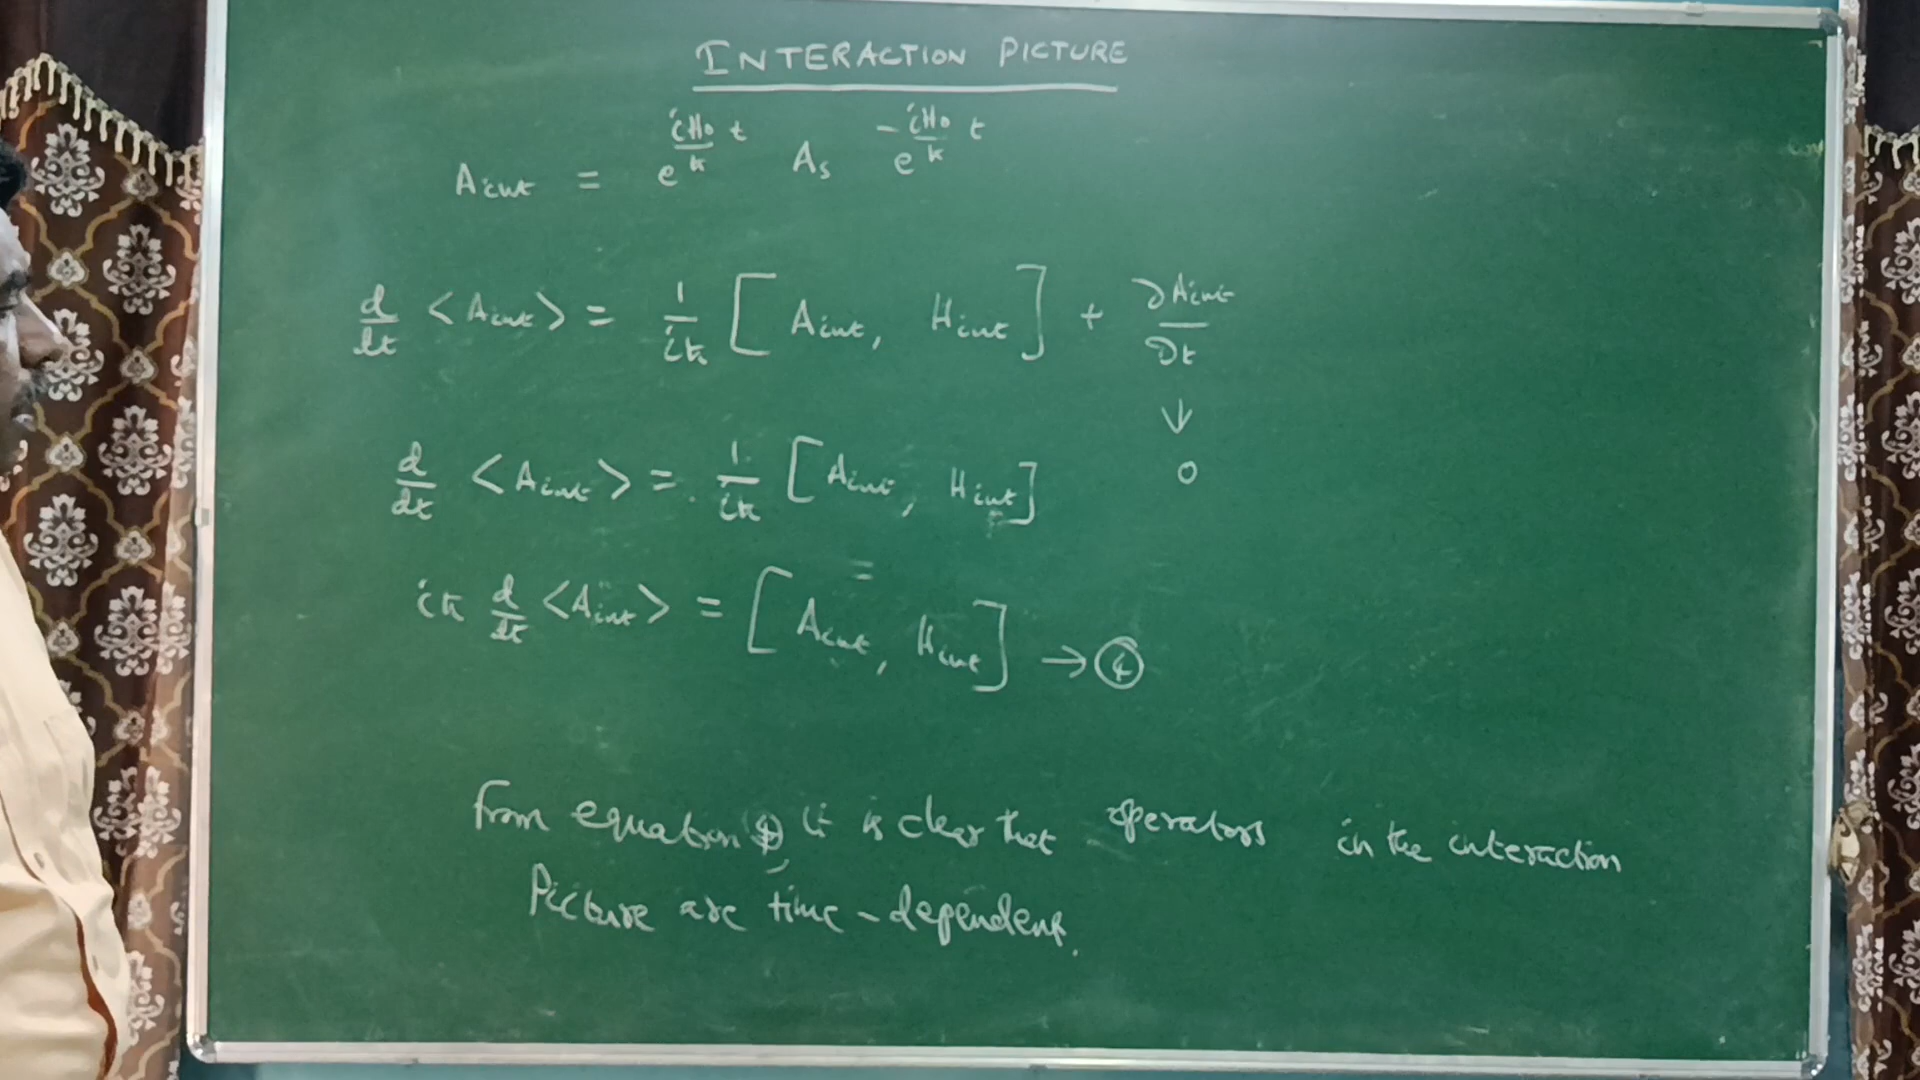 INTERACTION PICTURE
A_int = e^{iH₀/ħ t} A_s e^{-iH₀/ħ t}
d/dt <A_int> = 1/iħ [A_int, H_int] + ∂A_int/∂t
↓
d/dt <A_int> = 1/iħ [A_int, H_int] 0
=
iħ d/dt <A_int> = [A_int, H_int] → ④
From equation ④, it is clear that operators in the interaction
Picture are time-dependent.